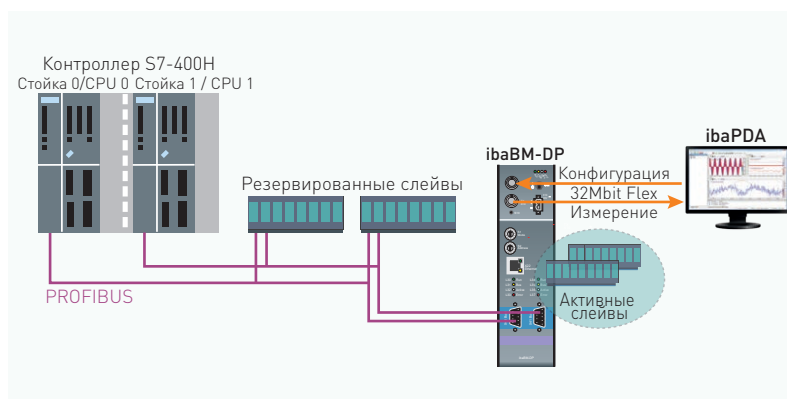 Контроллер S7-400H
Стойка 0/CPU 0 Стойка 1 / CPU 1
Резервированные слейвы
PROFIBUS
ibaBM-DP
Конфигурация
32Mbit Flex
Измерение
ibaPDA
Активные
слейвы